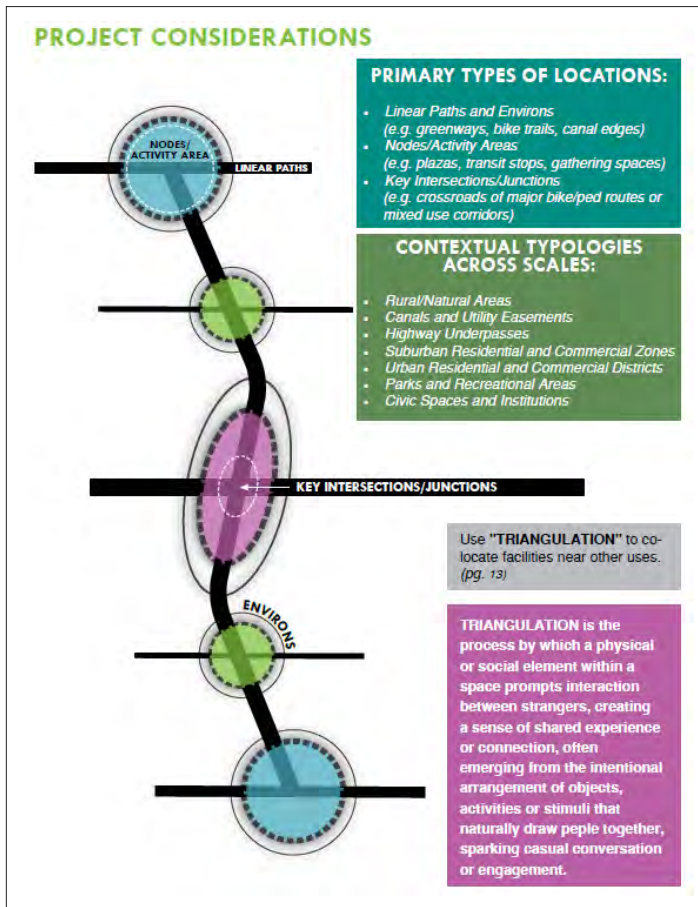 PROJECT CONSIDERATIONS
NODES/
ACTIVITY AREA
LINEAR PATHS
PRIMARY TYPES OF LOCATIONS:
• Linear Paths and Environs
(e.g. greenways, bike trails, canal edges)
• Nodes/Activity Areas
(e.g. plazas, transit stops, gathering spaces)
• Key Intersections/Junctions
(e.g. crossroads of major bike/ped routes or
mixed use corridors)
CONTEXTUAL TYPOLOGIES
ACROSS SCALES:
• Rural/Natural Areas
• Canals and Utility Easements
• Highway Underpasses
• Suburban Residential and Commercial Zones
• Urban Residential and Commercial Districts
• Parks and Recreational Areas
• Civic Spaces and Institutions
KEY INTERSECTIONS/JUNCTIONS
Use "TRIANGULATION" to co-
locate facilities near other uses.
(pg. 13)
ENVIRONS
TRIANGULATION is the
process by which a physical
or social element within a
space prompts interaction
between strangers, creating
a sense of shared experience
or connection, often
emerging from the intentional
arrangement of objects,
activities or stimuli that
naturally draw peple together,
sparking casual conversation
or engagement.